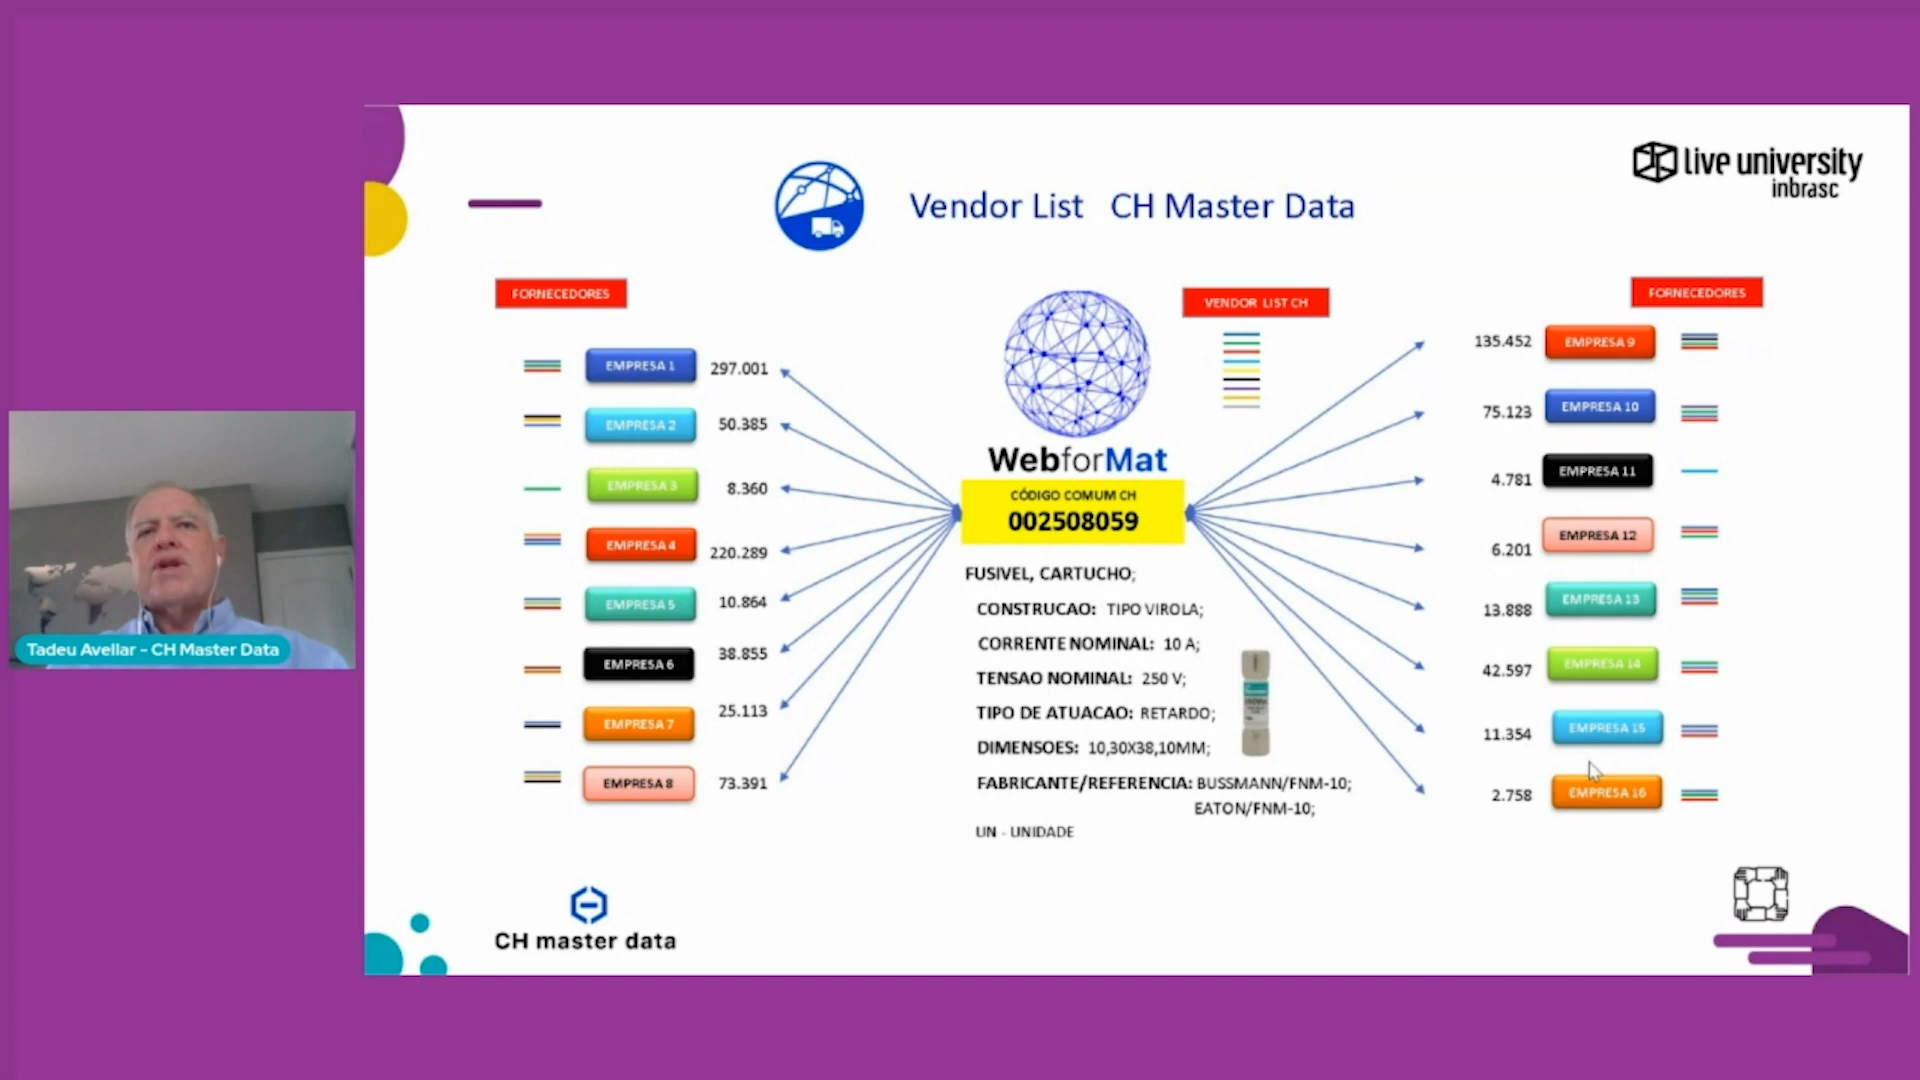 live university
inbrasc
Vendor List CH Master Data
FORNECEDORES
VENDOR LIST CH
FORNECEDORES
EMPRESA 1 297.001
EMPRESA 2 50.385
EMPRESA 3 8.360
EMPRESA 4 220.289
EMPRESA 5 10.864
EMPRESA 6 38.855
EMPRESA 7 25.113
EMPRESA 8 73.391
WebforMat
CÓDIGO COMUM CH
002508059
FUSIVEL, CARTUCHO;
CONSTRUCAO: TIPO VIROLA;
CORRENTE NOMINAL: 10 A;
TENSAO NOMINAL: 250 V;
TIPO DE ATUACAO: RETARDO;
DIMENSOES: 10,30X38,10MM;
FABRICANTE/REFERENCIA: BUSSMANN/FNM-10;
EATON/FNM-10;
UN - UNIDADE
135.452 EMPRESA 9
75.123 EMPRESA 10
4.781 EMPRESA 11
6.201 EMPRESA 12
13.888 EMPRESA 13
42.597 EMPRESA 14
11.354 EMPRESA 15
2.758 EMPRESA 16
Tadeu Avellar - CH Master Data
CH master data